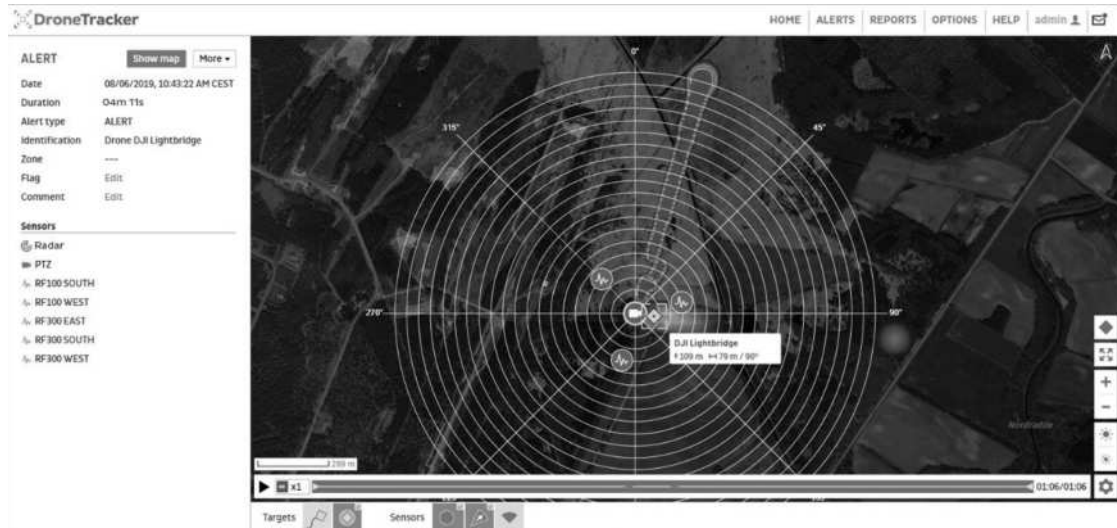 DroneTracker
HOME ALERTS REPORTS OPTIONS HELP admin
ALERT Show map More
Date 08/06/2019, 10:43:22 AM CEST
Duration 04m 11s
Alert type ALERT
Identification Drone DJI Lightbridge
Zone ---
Flag Edit
Comment Edit
Sensors
Radar
PTZ
RF100 SOUTH
RF100 WEST
RF300 EAST
RF300 SOUTH
RF300 WEST
0°
315° 45°
270° 90°
DJI Lightbridge
109 m 79 m / 90°
x1 01:06/01:06
Targets Sensors